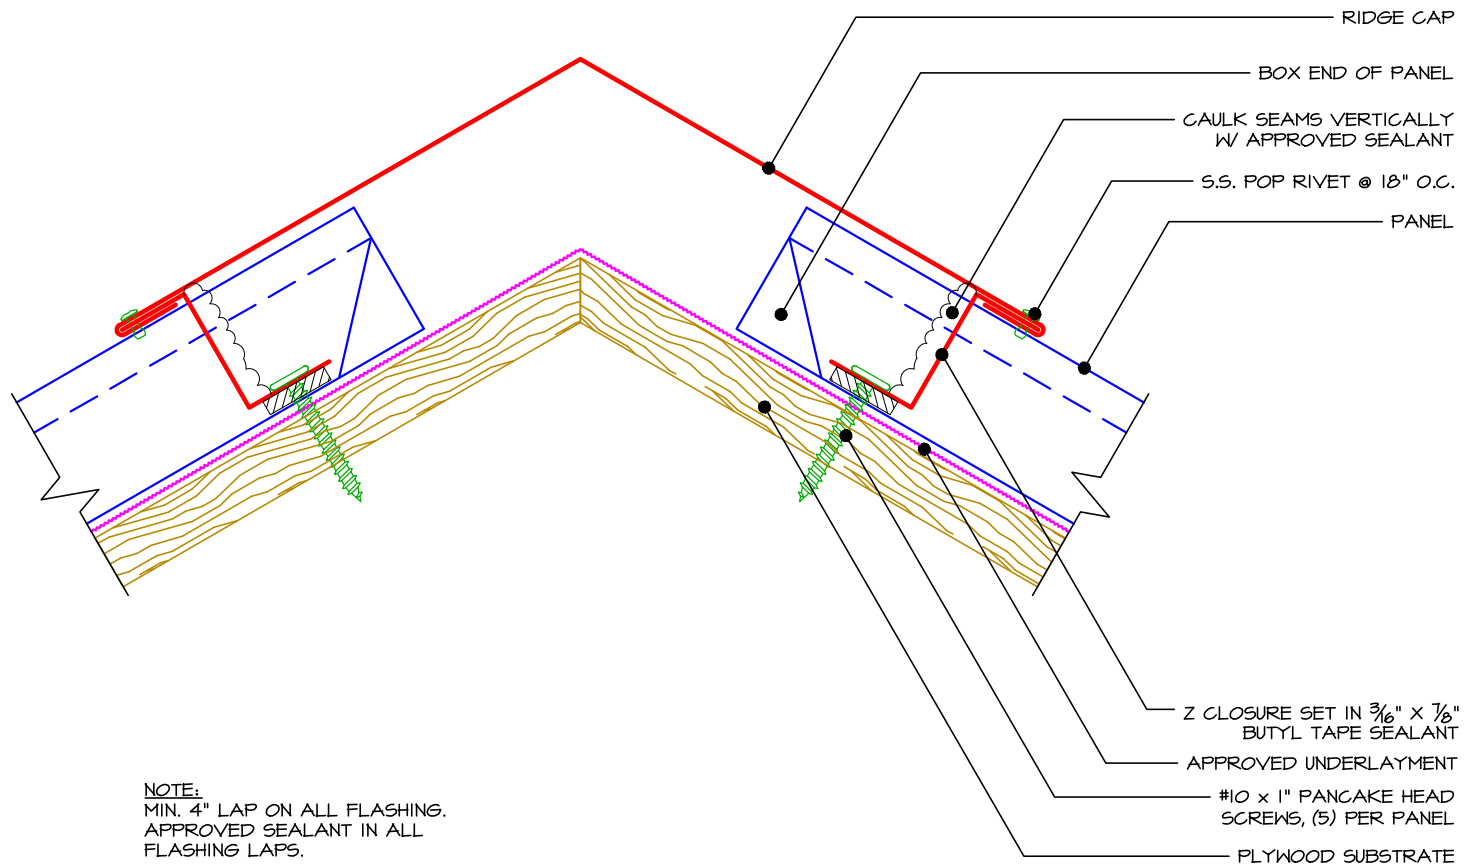 RIDGE CAP
BOX END OF PANEL
CAULK SEAMS VERTICALLY
W/ APPROVED SEALANT
S.S. POP RIVET @ 18" O.C.
PANEL
Z CLOSURE SET IN 3/16" X 7/8"
BUTYL TAPE SEALANT
APPROVED UNDERLAYMENT
#10 x 1" PANCAKE HEAD
SCREWS, (5) PER PANEL
PLYWOOD SUBSTRATE
NOTE:
MIN. 4" LAP ON ALL FLASHING.
APPROVED SEALANT IN ALL
FLASHING LAPS.